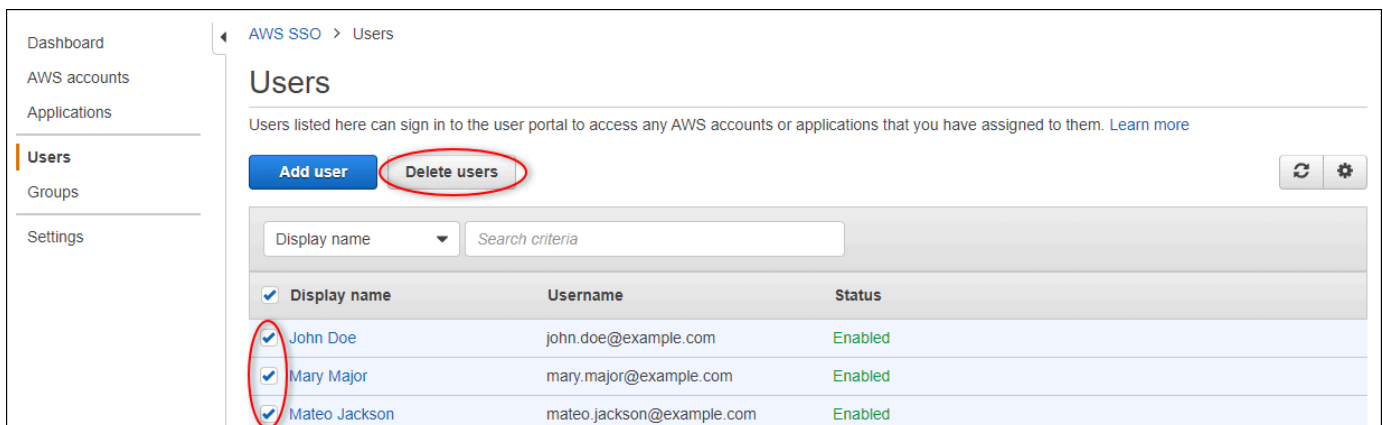 Dashboard
AWS accounts
Applications
Users
Groups
Settings
AWS SSO > Users
Users
Users listed here can sign in to the user portal to access any AWS accounts or applications that you have assigned to them. Learn more
Add user Delete users
Display name Search criteria
Display name Username Status
John Doe john.doe@example.com Enabled
Mary Major mary.major@example.com Enabled
Mateo Jackson mateo.jackson@example.com Enabled